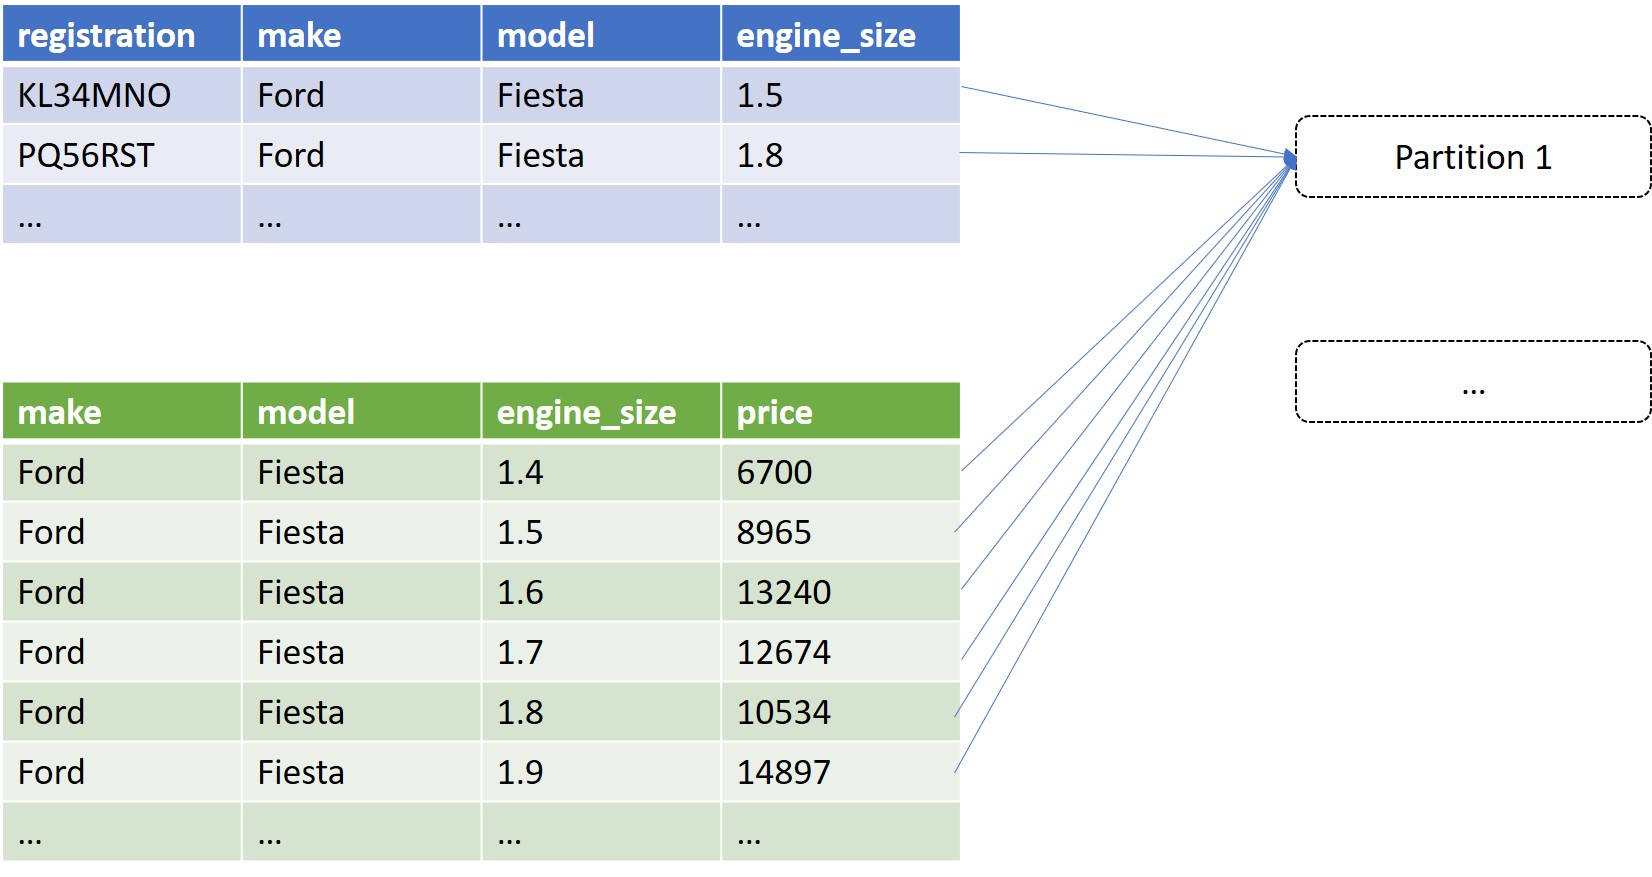 registration make model engine_size
KL34MNO Ford Fiesta 1.5
PQ56RST Ford Fiesta 1.8
... ... ... ...
Partition 1
...
make model engine_size price
Ford Fiesta 1.4 6700
Ford Fiesta 1.5 8965
Ford Fiesta 1.6 13240
Ford Fiesta 1.7 12674
Ford Fiesta 1.8 10534
Ford Fiesta 1.9 14897
... ... ... ...